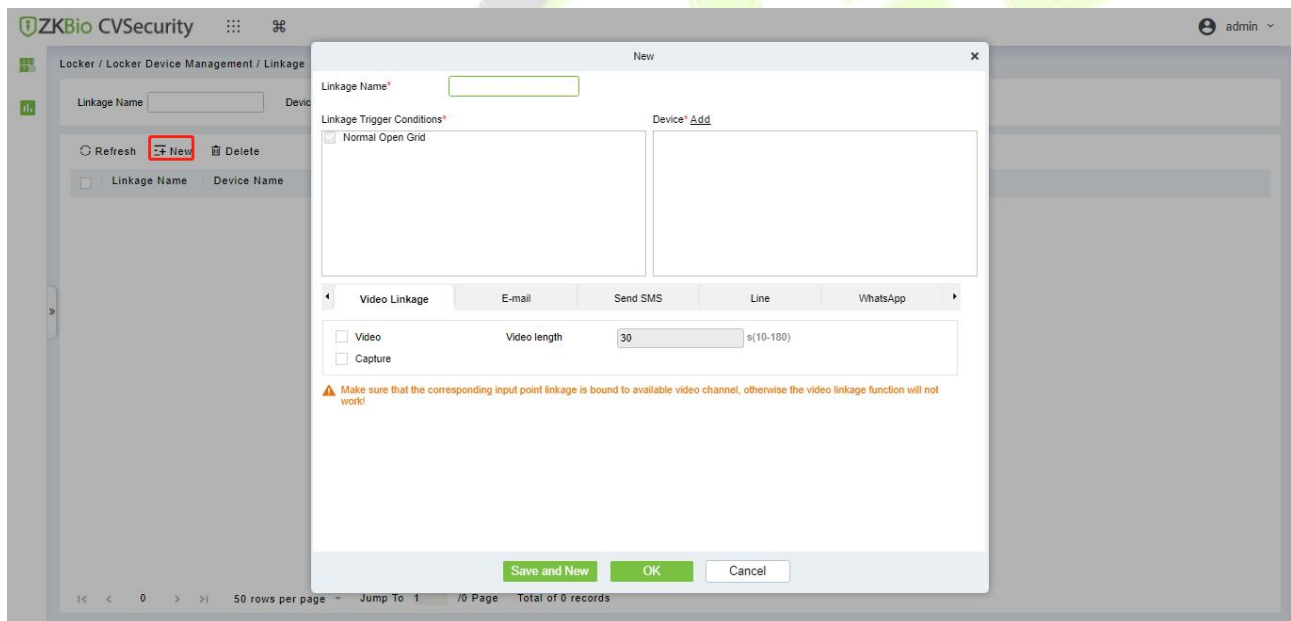 ZKBio CVSecurity
admin
New
Locker / Locker Device Management / Linkage
Linkage Name*
Linkage Name
Devic
Linkage Trigger Conditions*
Device* Add
Normal Open Grid
Refresh New Delete
Linkage Name Device Name
Video Linkage E-mail Send SMS Line WhatsApp
Video Video length 30 s(10-180)
Capture
Make sure that the corresponding input point linkage is bound to available video channel, otherwise the video linkage function will not
work!
Save and New OK Cancel
0 50 rows per page Jump To 1 /0 Page Total of 0 records